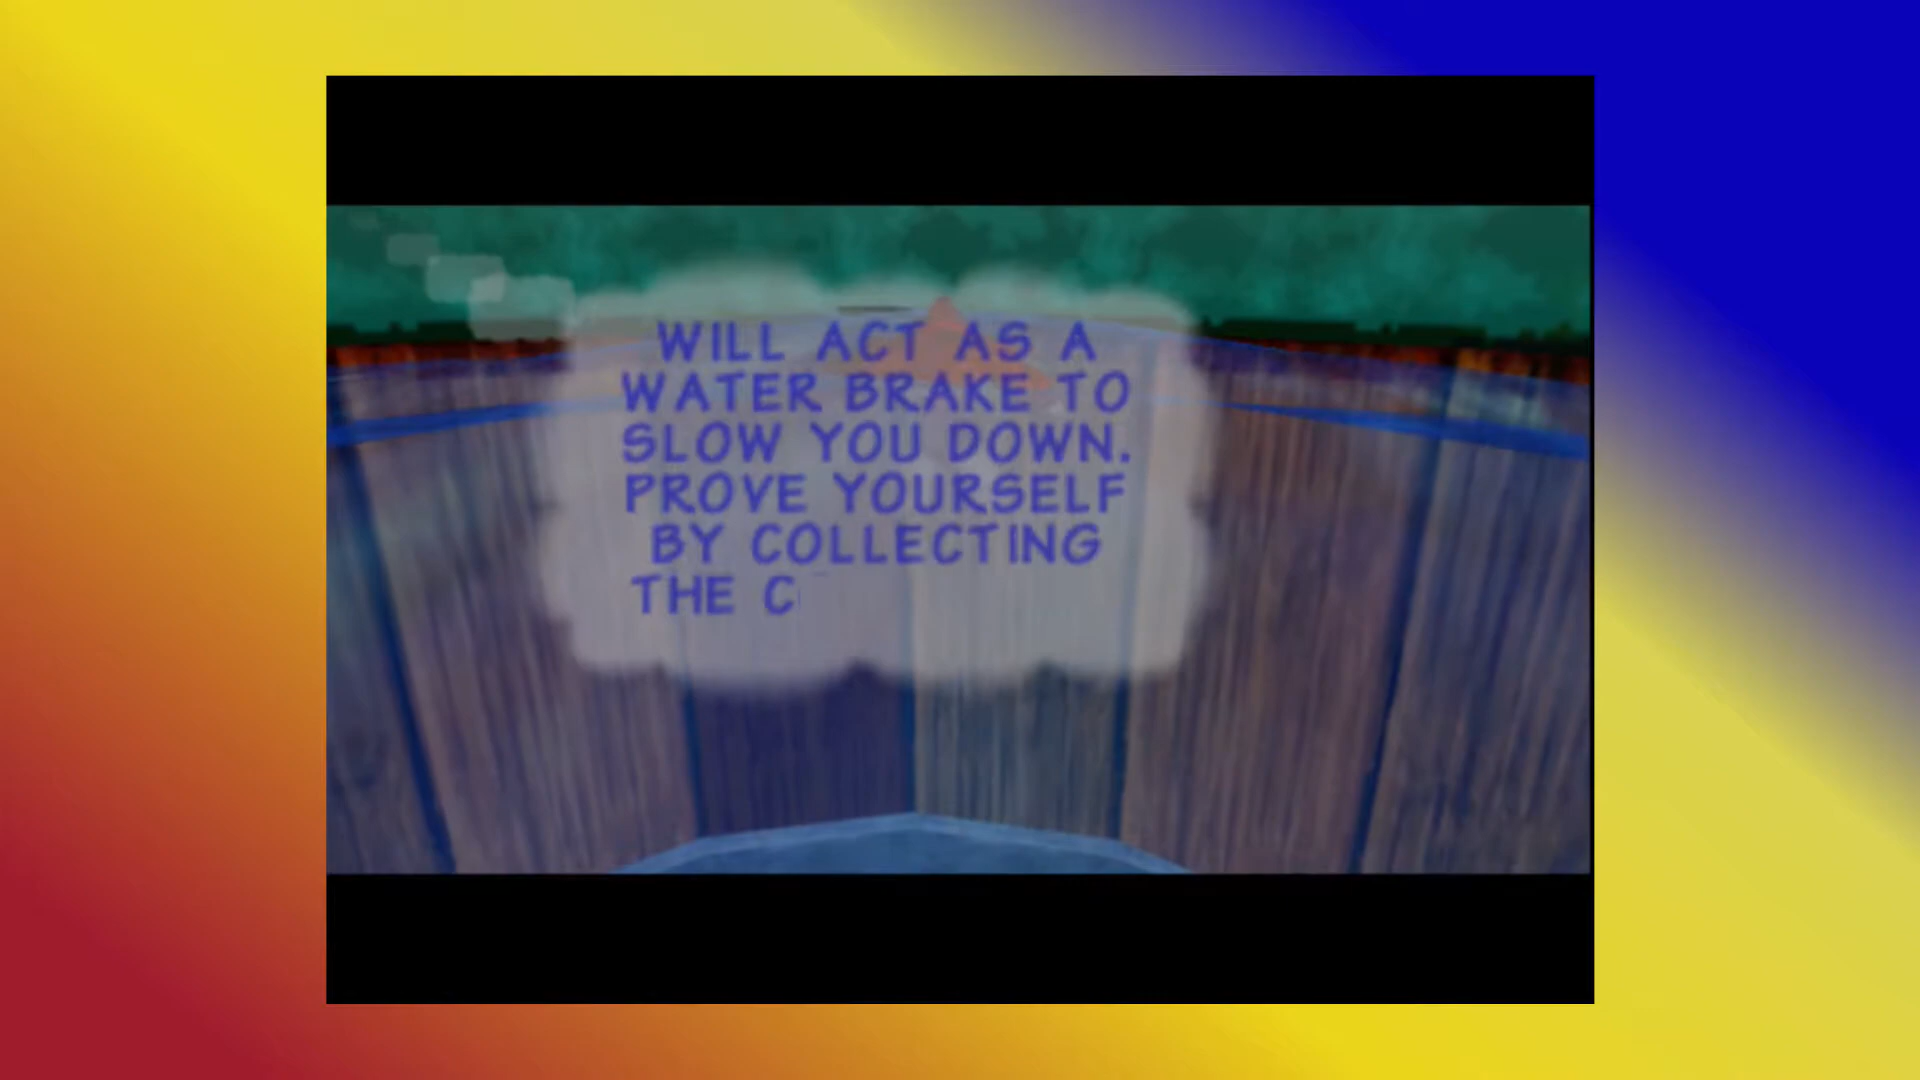 WILL ACT AS A
WATER BRAKE TO
SLOW YOU DOWN.
PROVE YOURSELF
BY COLLECTING
THE C